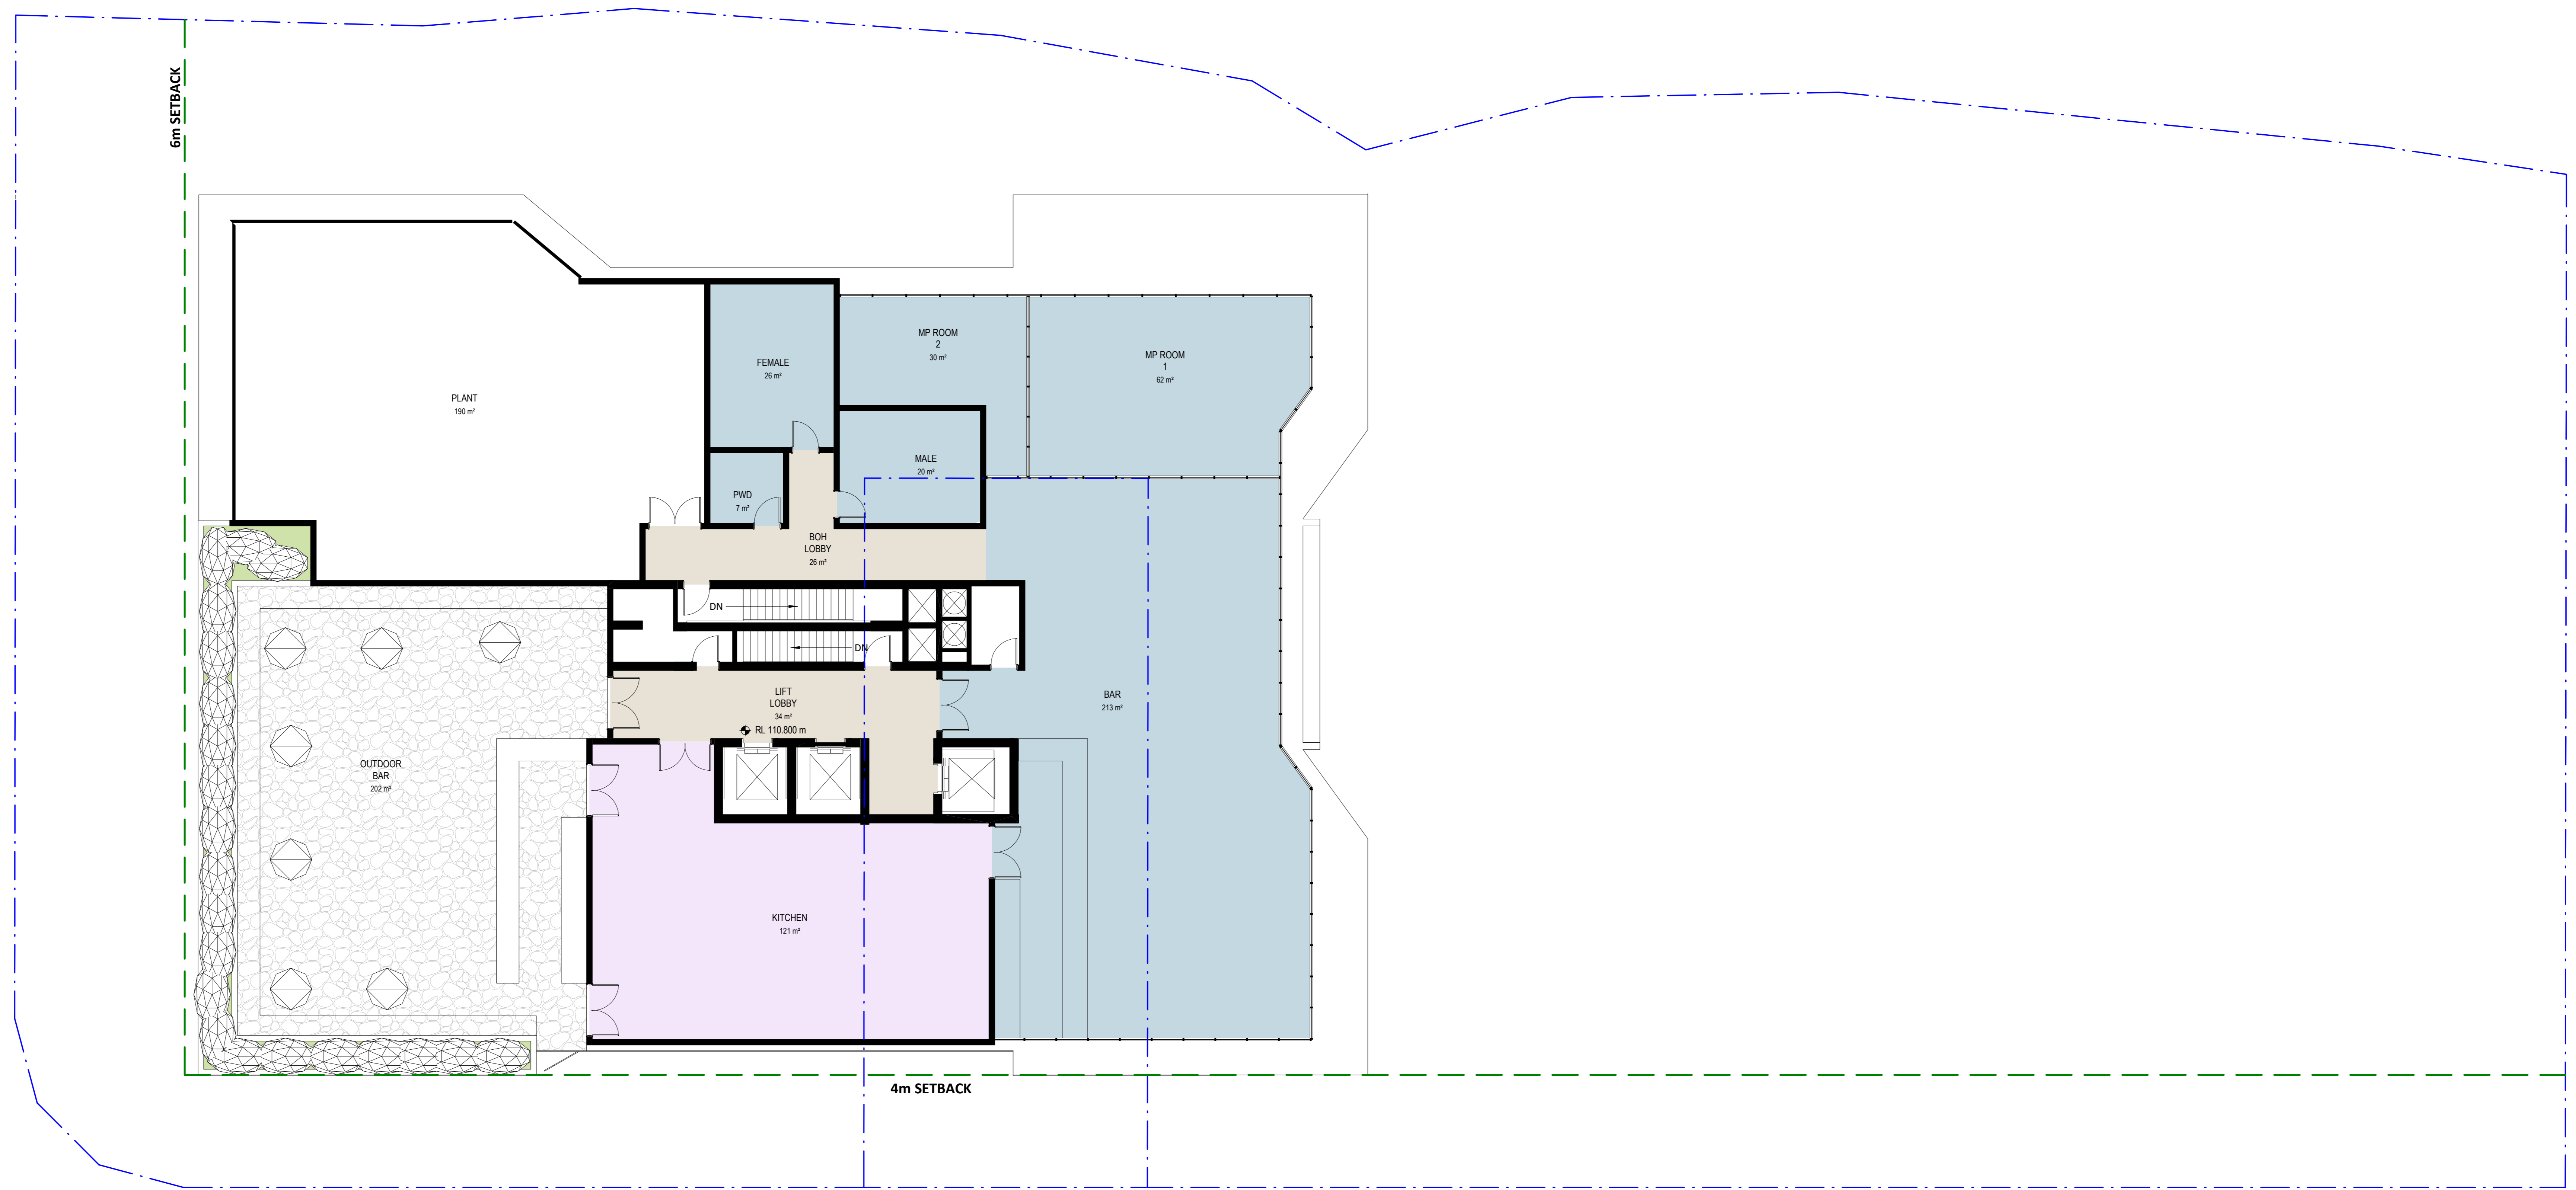 6m SETBACK
MP ROOM
2
30 m²
MP ROOM
1
62 m²
FEMALE
26 m²
PLANT
190 m²
MALE
20 m²
PWD
7 m²
BOH
LOBBY
26 m²
DN
DN
LIFT
LOBBY
34 m²
RL 110.800 m
BAR
213 m²
OUTDOOR
BAR
202 m²
KITCHEN
121 m²
4m SETBACK